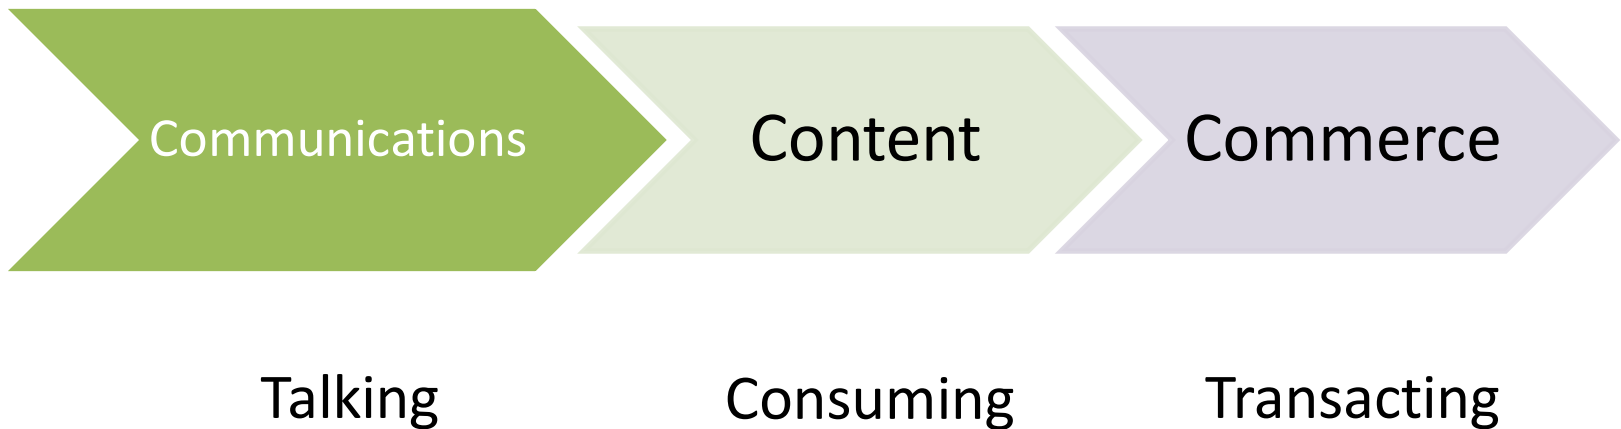 Communications
Content
Commerce
Talking
Consuming
Transacting